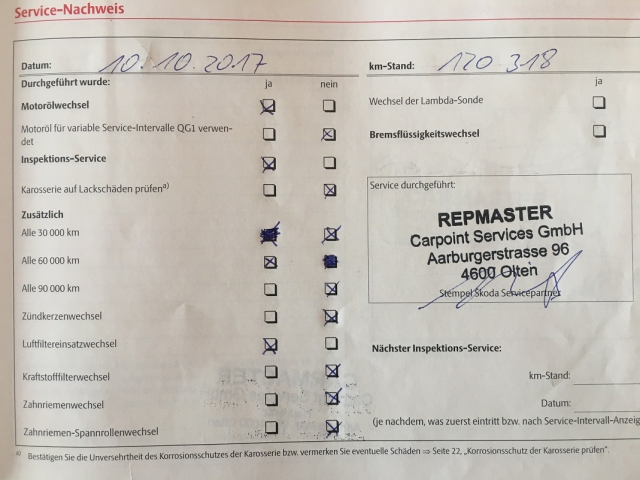 Service-Nachweis
Datum: 10.10.2017
km-Stand: 120 318
Durchgeführt wurde: ja nein
ja
Motorölwechsel
Wechsel der Lambda-Sonde
Motoröl für variable Service-Intervalle QG1 verwen-
det
Bremsflüssigkeitswechsel
Inspektions-Service
Karosserie auf Lackschäden prüfen a)
Service durchgeführt:
REPMASTER
Carpoint Services GmbH
Aarburgerstrasse 96
4600 Olten
Stempel Škoda Servicepartner
Zusätzlich
Alle 30 000 km
Alle 60 000 km
Alle 90 000 km
Zündkerzenwechsel
Luftfiltereinsatzwechsel
Nächster Inspektions-Service:
Kraftstofffilterwechsel
km-Stand:
Zahnriemenwechsel
Datum:
(je nachdem, was zuerst eintritt bzw. nach Service-Intervall-Anzeig
Zahnriemen-Spannrollenwechsel
a) Bestätigen Sie die Unversehrtheit des Korrosionsschutzes der Karosserie bzw. vermerken Sie eventuelle Schäden ⇒ Seite 22, „Korrosionsschutz der Karosserie prüfen“.